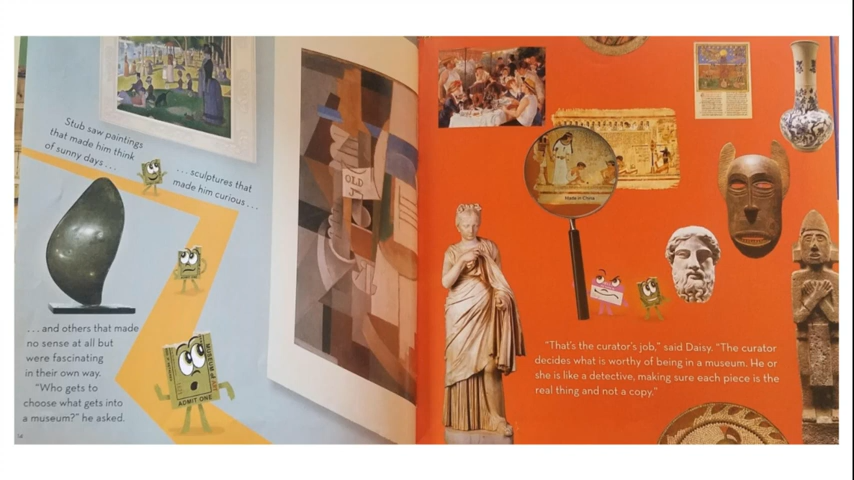 Stub saw paintings
that made him think
of sunny days . . .
. . . sculptures that
made him curious . . .
. . . and others that made
no sense at all but
were fascinating
in their own way.
"Who gets to
choose what gets into
a museum?" he asked.
ADMIT ONE
OLD
Made in China
"That's the curator's job," said Daisy. "The curator
decides what is worthy of being in a museum. He or
she is like a detective, making sure each piece is the
real thing and not a copy."